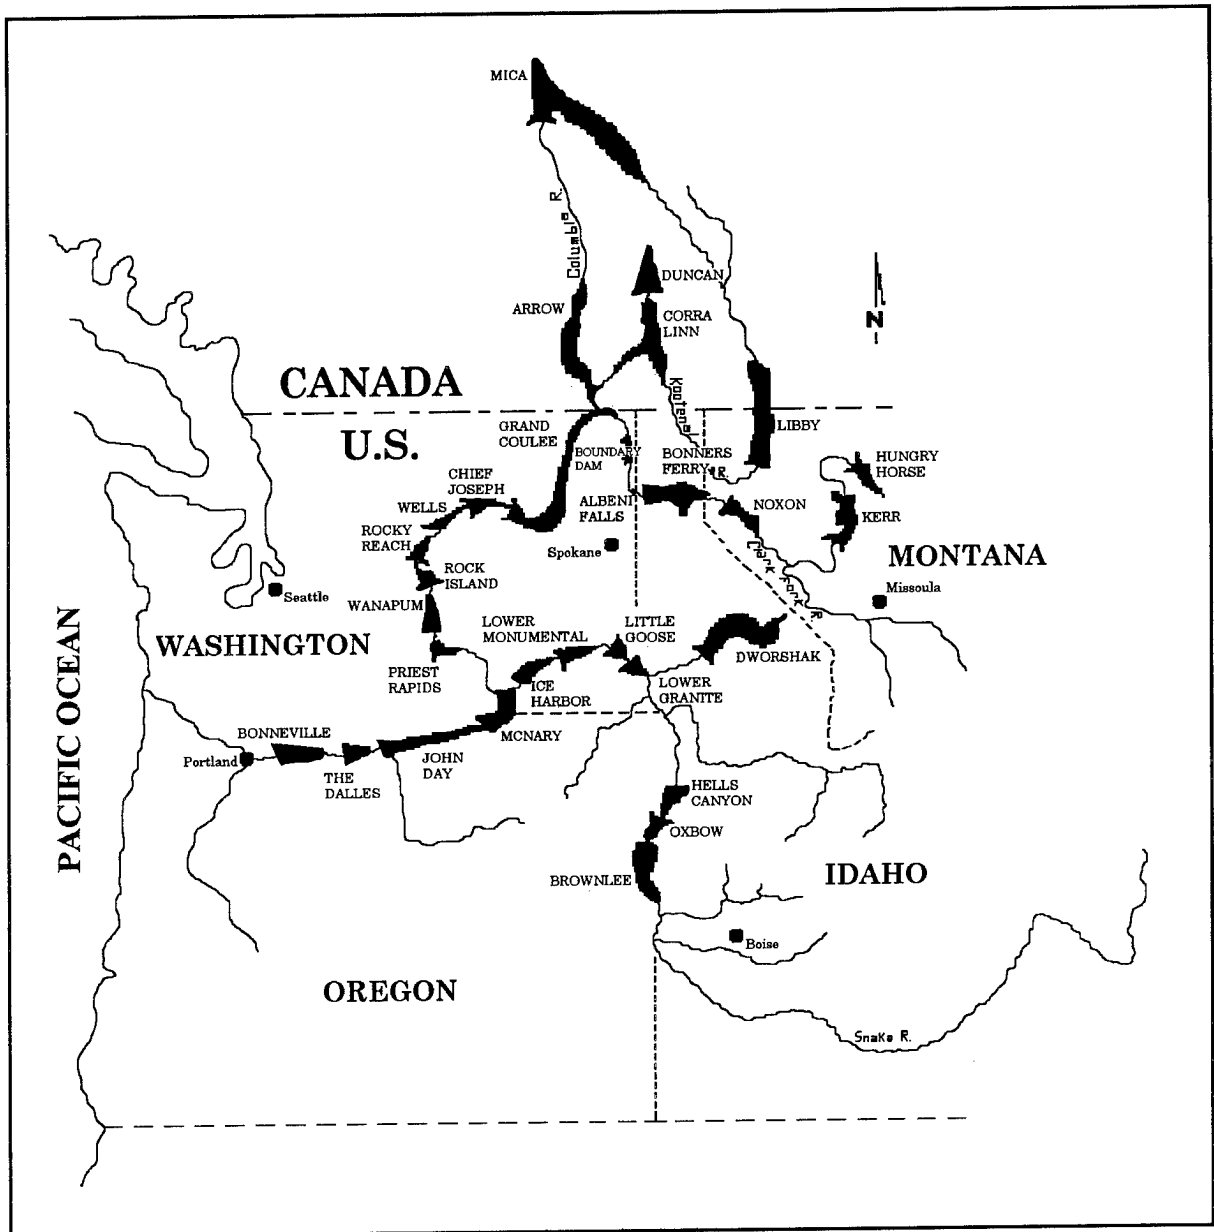 MICA
Columbia R.
DUNCAN
ARROW
CORRA
LINN
N
CANADA
Kootenai
U.S.
GRAND
COULEE
LIBBY
BOUNDARY
DAM
BONNERS
FERRY
R.
HUNGRY
HORSE
CHIEF
JOSEPH
WELLS
ALBENI
FALLS
NOXON
KERR
ROCKY
REACH
Spokane
MONTANA
Clark Fork R.
ROCK
ISLAND
Missoula
Seattle
WANAPUM
PACIFIC OCEAN
WASHINGTON
LOWER
MONUMENTAL
LITTLE
GOOSE
DWORSHAK
PRIEST
RAPIDS
ICE
HARBOR
LOWER
GRANITE
BONNEVILLE
MCNARY
Portland
JOHN
DAY
THE
DALLES
HELLS
CANYON
OXBOW
BROWNLEE
IDAHO
Boise
OREGON
Snake R.